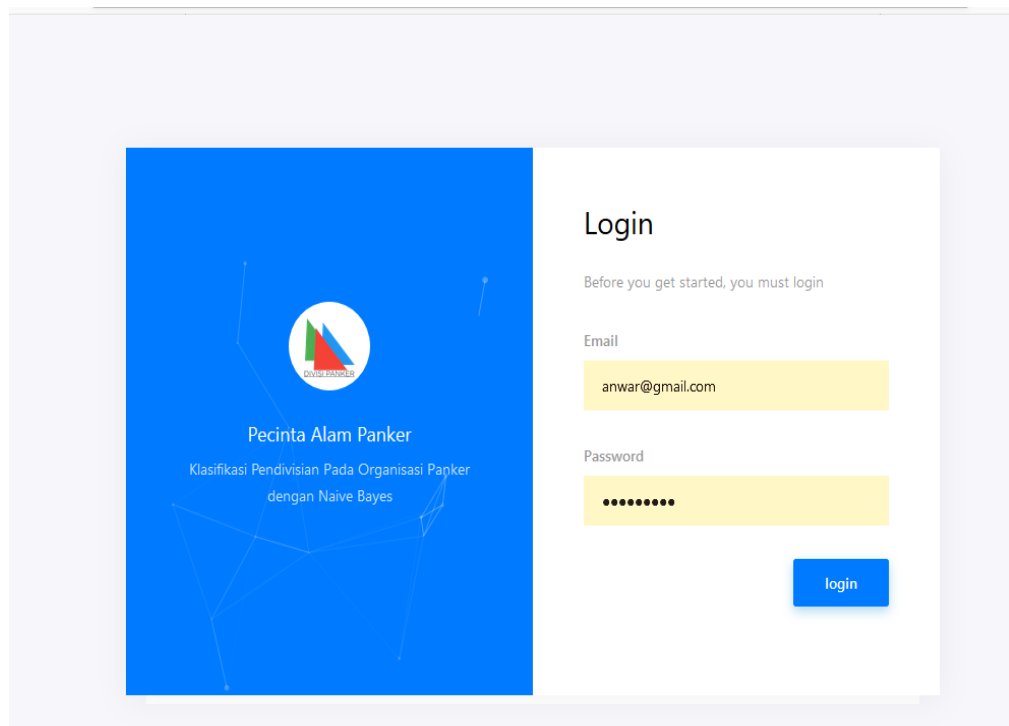 DIVISI PANKER
Pecinta Alam Panker
Klasifikasi Pendivisian Pada Organisasi Panker
dengan Naive Bayes
Login
Before you get started, you must login
Email
anwar@gmail.com
Password
•••••••••
login